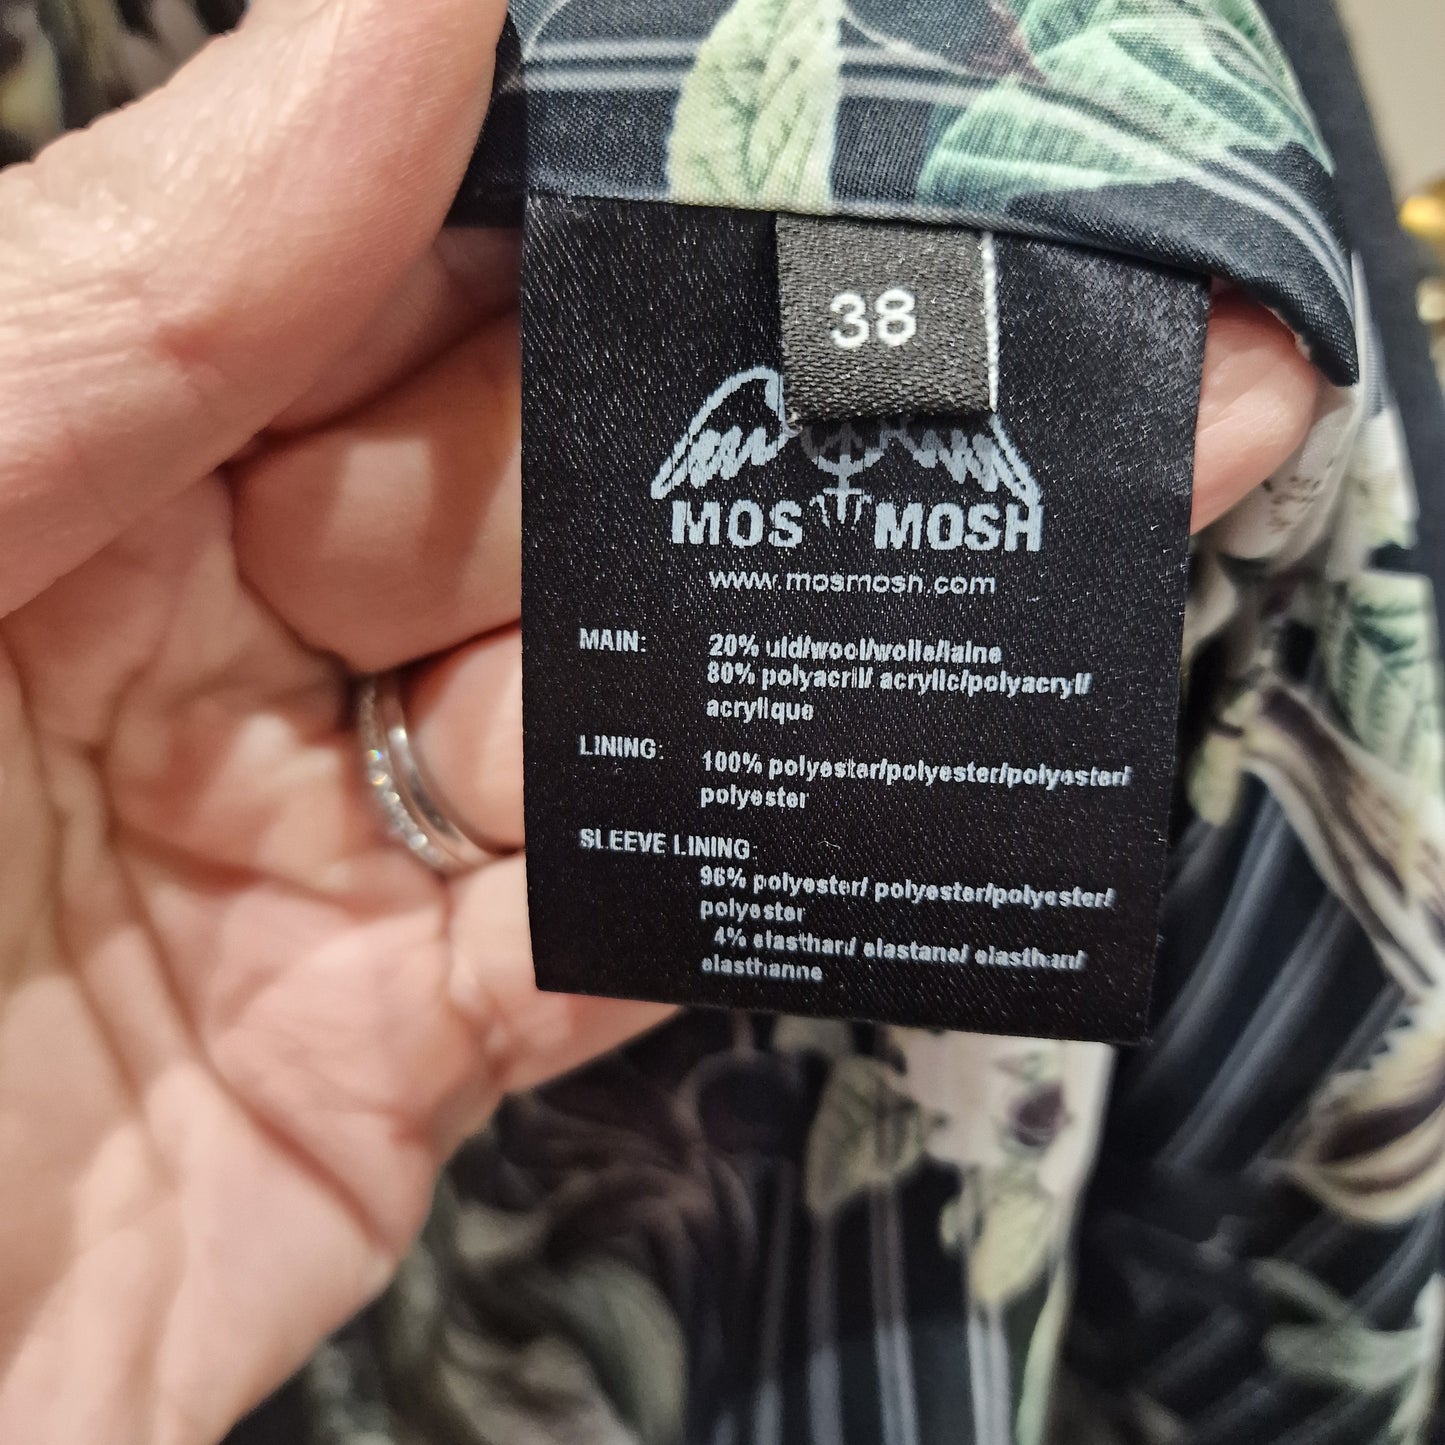 38
MOS MOSH
www.mosmosh.com
MAIN:
20% uld/wool/wolle/laine
80% polyacril/ acrylic/polyacryl/
acrylique
LINING:
100% polyester/polyester/polyester/
polyester
SLEEVE LINING:
96% polyester/ polyester/polyester/
polyester
4% elasthan/ elastane/ elasthan/
elasthanne